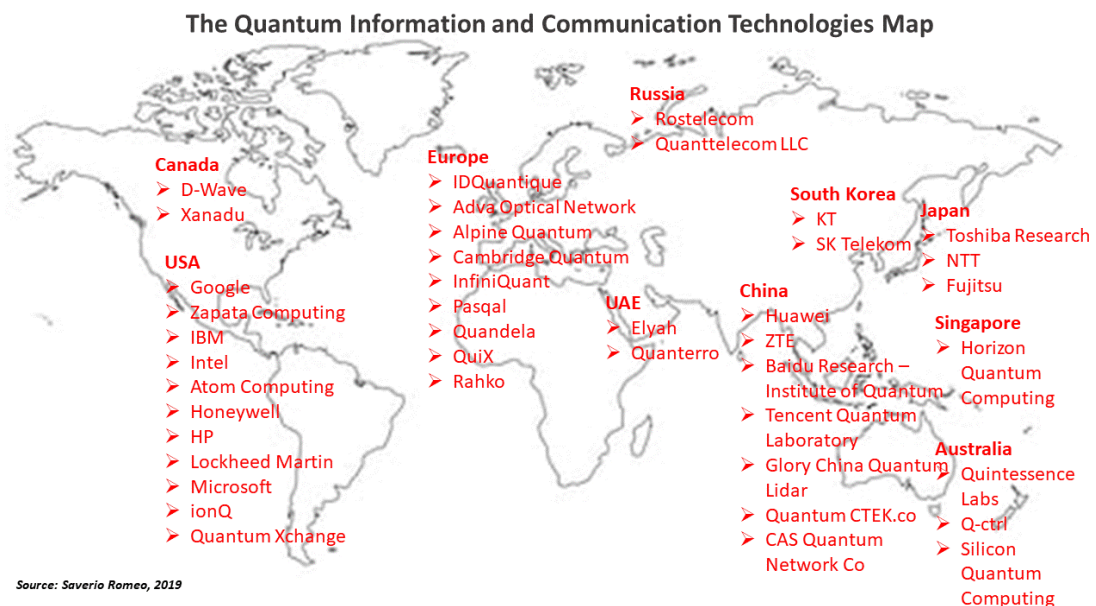 The Quantum Information and Communication Technologies Map
Russia
Rostelecom
Quanttelecom LLC
Canada
D-Wave
Xanadu
Europe
IDQuantique
Adva Optical Network
Alpine Quantum
Cambridge Quantum
InfiniQuant
Pasqal
Quandela
QuiX
Rahko
South Korea
KT
SK Telekom
Japan
Toshiba Research
NTT
Fujitsu
USA
Google
Zapata Computing
IBM
Intel
Atom Computing
Honeywell
HP
Lockheed Martin
Microsoft
ionQ
Quantum Xchange
UAE
Elyah
Quanterro
China
Huawei
ZTE
Baidu Research –
Institute of Quantum
Tencent Quantum
Laboratory
Glory China Quantum
Lidar
Quantum CTEK.co
CAS Quantum
Network Co
Singapore
Horizon
Quantum
Computing
Australia
Quintessence
Labs
Q-ctrl
Silicon
Quantum
Computing
Source: Saverio Romeo, 2019